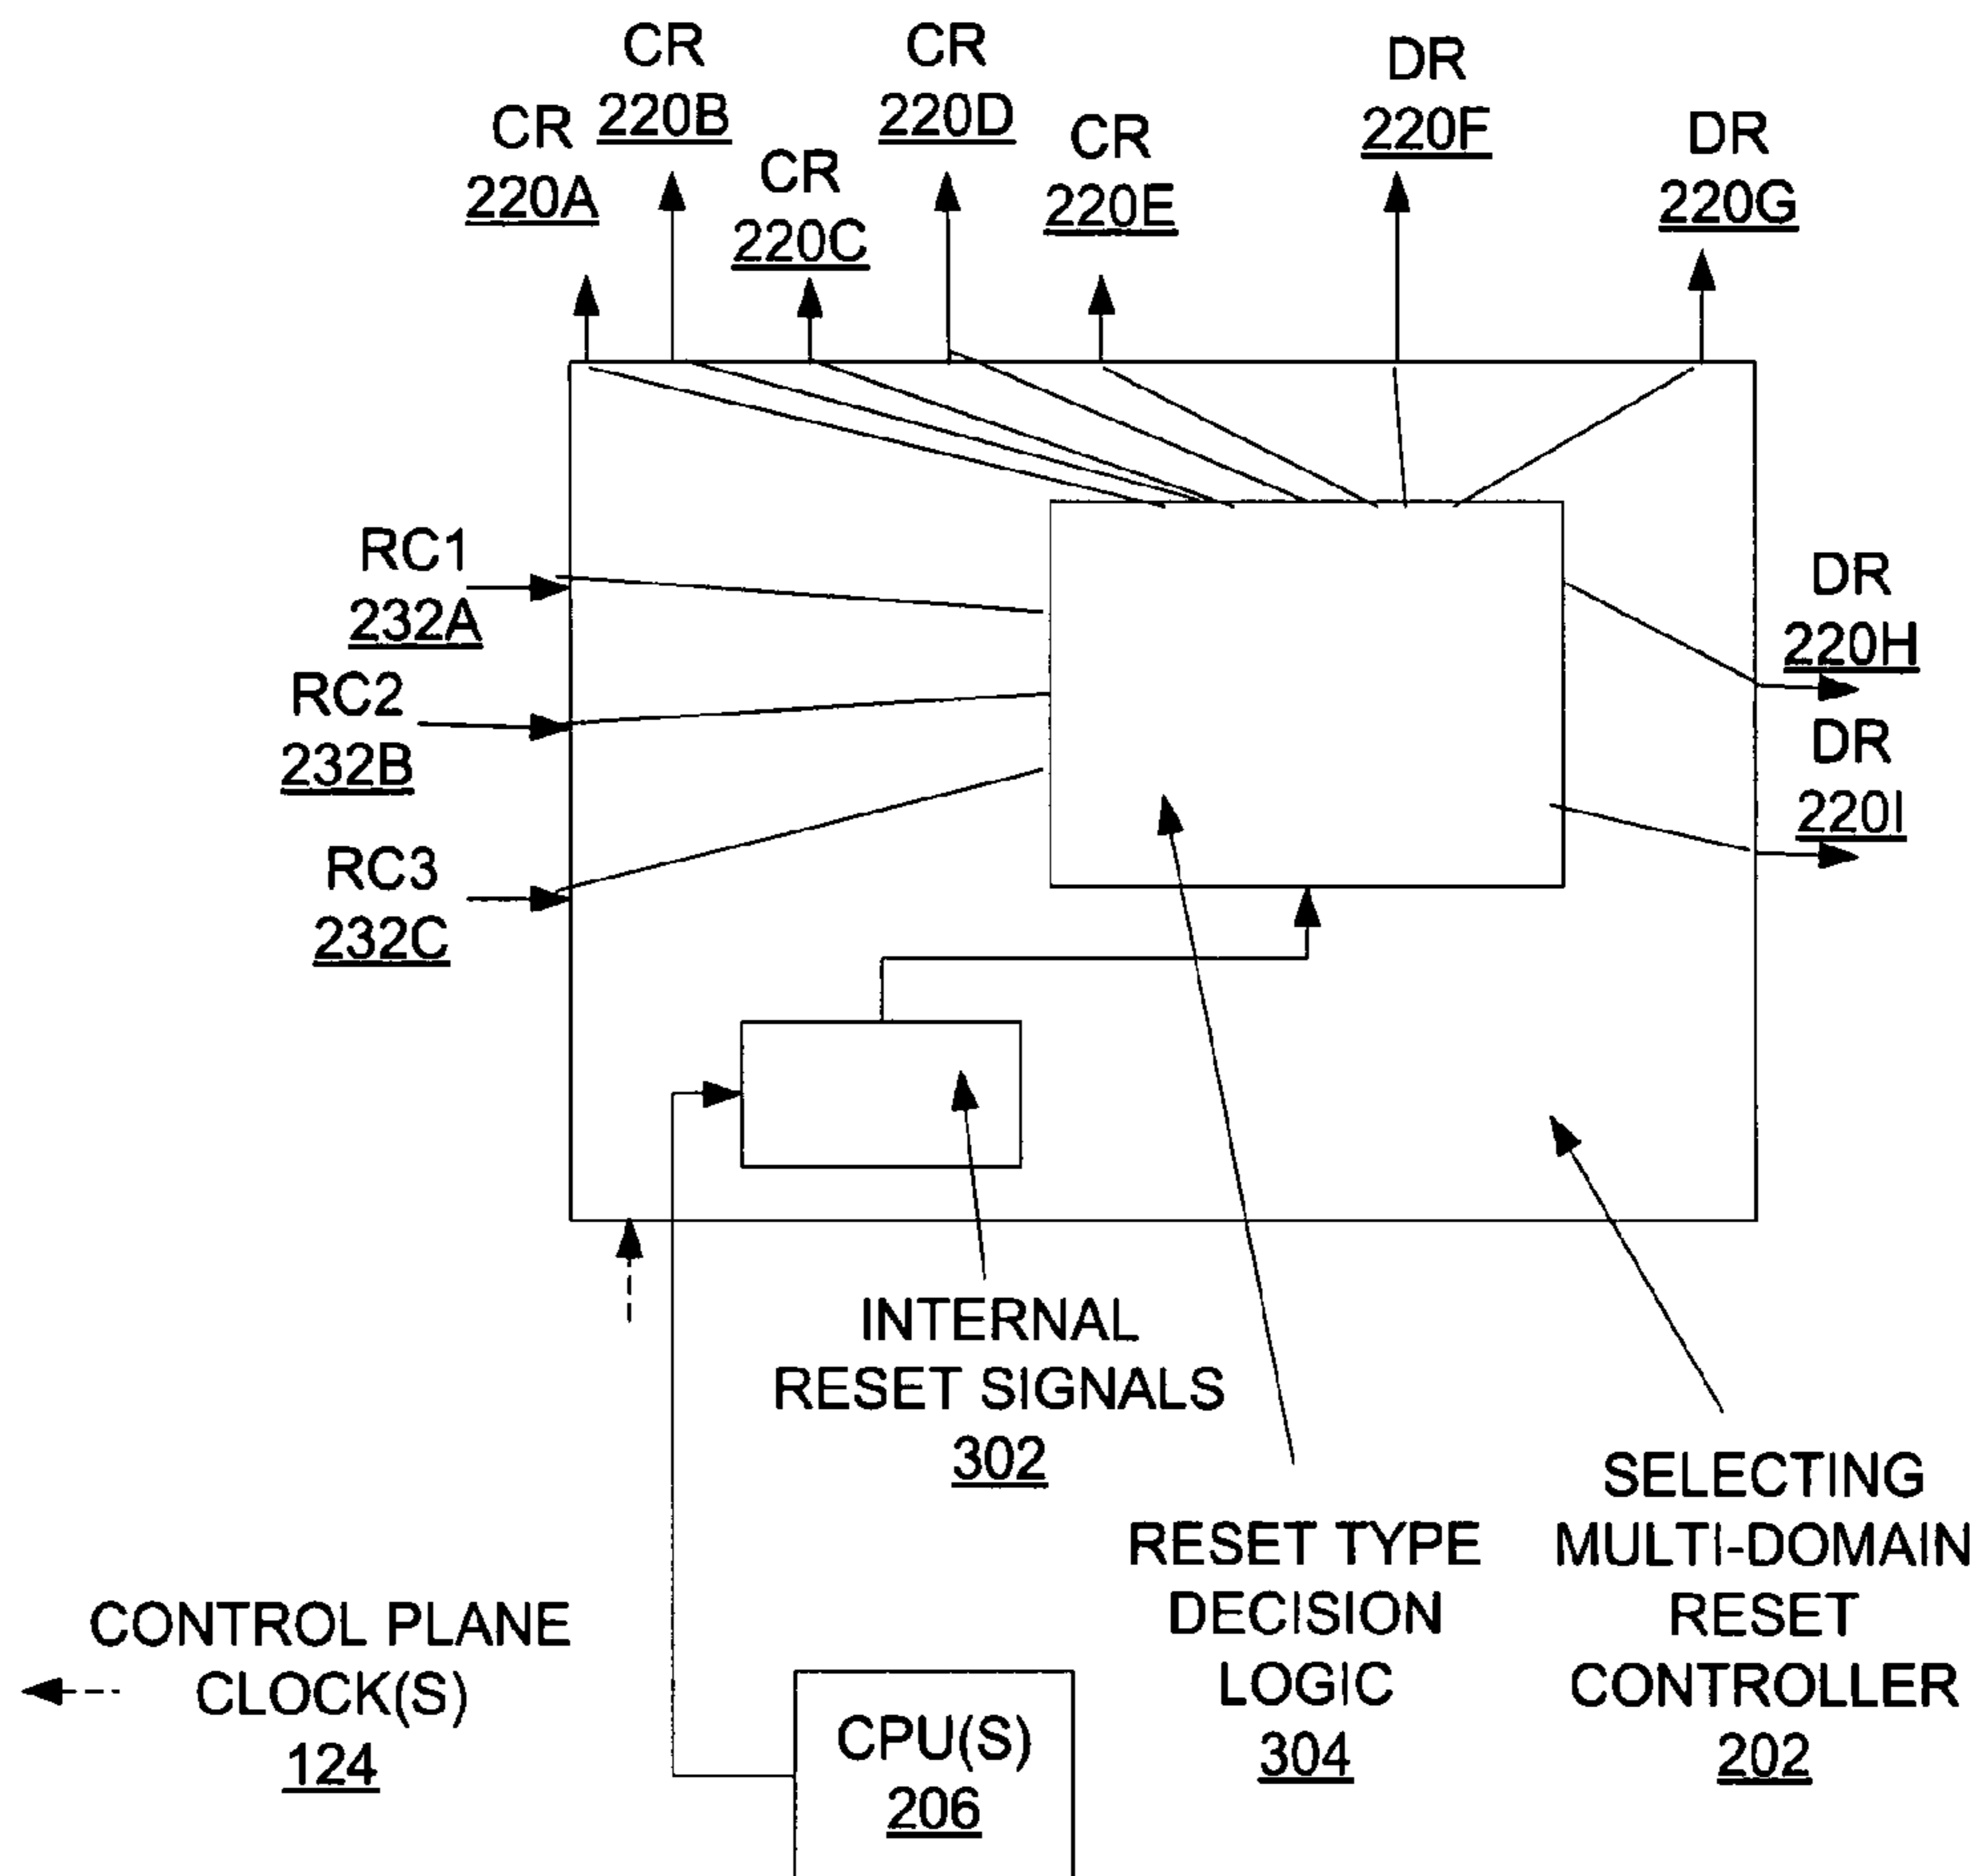 CR
220A
CR
220B
CR
220C
CR
220D
CR
220E
DR
220F
DR
220G
RC1
232A
RC2
232B
RC3
232C
DR
220H
DR
220I
INTERNAL
RESET SIGNALS
302
RESET TYPE
DECISION
LOGIC
304
SELECTING
MULTI-DOMAIN
RESET
CONTROLLER
202
CONTROL PLANE
CLOCK(S)
124
CPU(S)
206